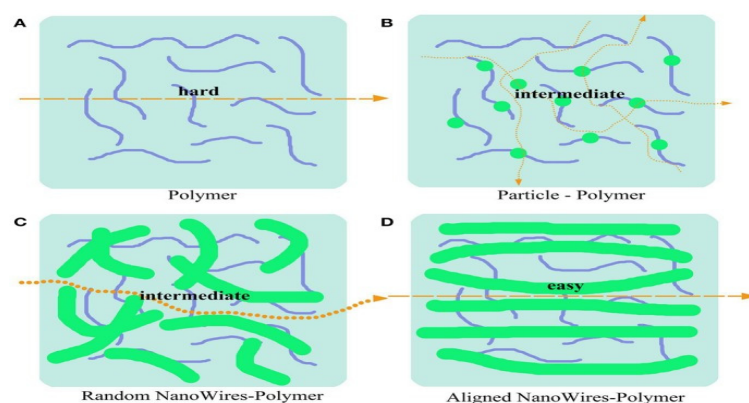 A
hard
Polymer
B
intermediate
Particle - Polymer
C
intermediate
Random NanoWires-Polymer
D
easy
Aligned NanoWires-Polymer